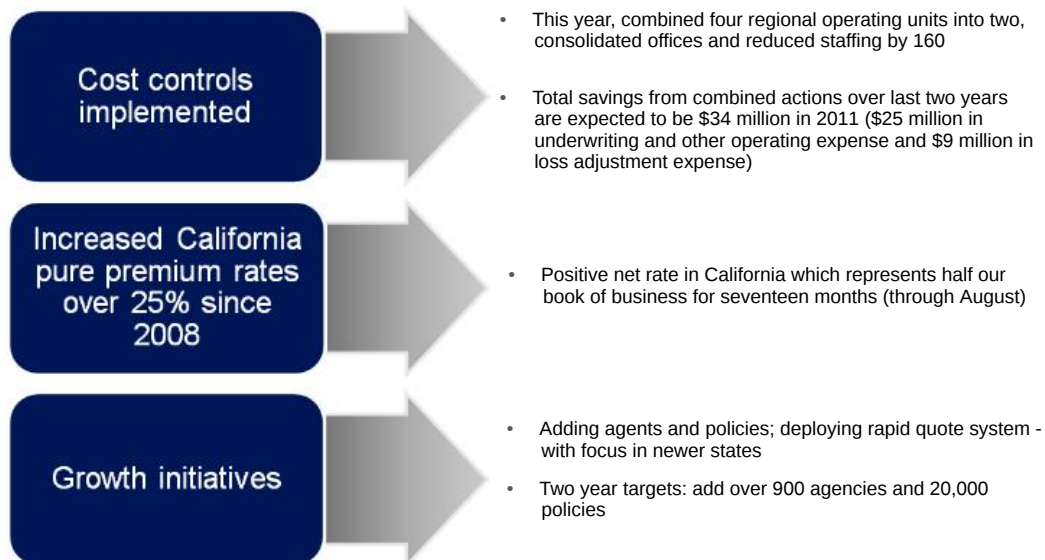 Cost controls
implemented
• This year, combined four regional operating units into two,
consolidated offices and reduced staffing by 160
• Total savings from combined actions over last two years
are expected to be $34 million in 2011 ($25 million in
underwriting and other operating expense and $9 million in
loss adjustment expense)
Increased California
pure premium rates
over 25% since
2008
• Positive net rate in California which represents half our
book of business for seventeen months (through August)
Growth initiatives
• Adding agents and policies; deploying rapid quote system -
with focus in newer states
• Two year targets: add over 900 agencies and 20,000
policies